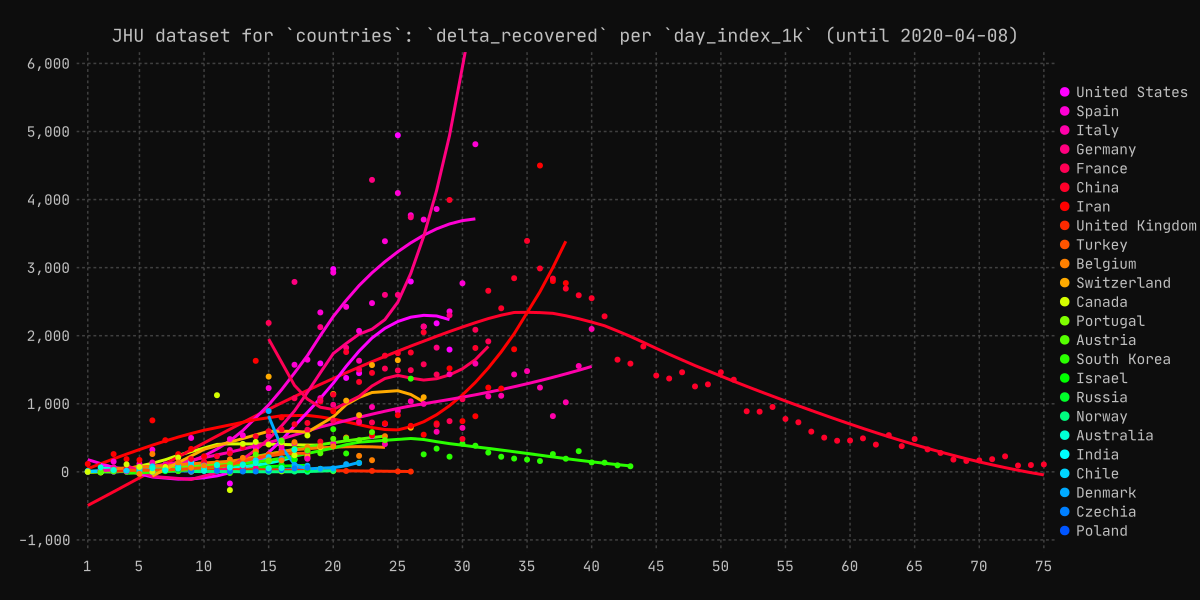 JHU dataset for `countries`: `delta_recovered` per `day_index_1k` (until 2020-04-08)
6,000
5,000
4,000
3,000
2,000
1,000
0
-1,000
1 5 10 15 20 25 30 35 40 45 50 55 60 65 70 75
United States
Spain
Italy
Germany
France
China
Iran
United Kingdom
Turkey
Belgium
Switzerland
Canada
Portugal
Austria
South Korea
Israel
Russia
Norway
Australia
India
Chile
Denmark
Czechia
Poland